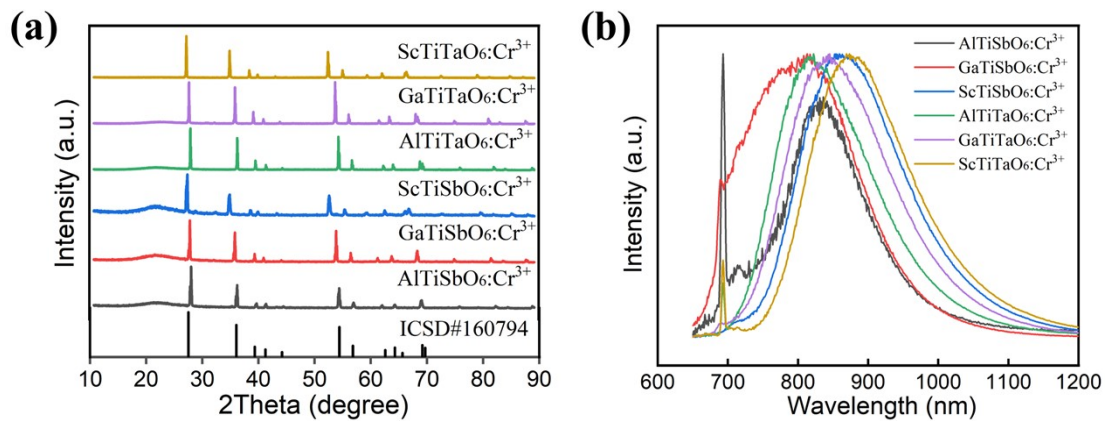 (a)
Intensity (a.u.)
ScTiTaO₆:Cr³⁺
GaTiTaO₆:Cr³⁺
AlTiTaO₆:Cr³⁺
ScTiSbO₆:Cr³⁺
GaTiSbO₆:Cr³⁺
AlTiSbO₆:Cr³⁺
ICSD#160794
10 20 30 40 50 60 70 80 90
2Theta (degree)
(b)
Intensity (a.u.)
AlTiSbO₆:Cr³⁺
GaTiSbO₆:Cr³⁺
ScTiSbO₆:Cr³⁺
AlTiTaO₆:Cr³⁺
GaTiTaO₆:Cr³⁺
ScTiTaO₆:Cr³⁺
600 700 800 900 1000 1100 1200
Wavelength (nm)